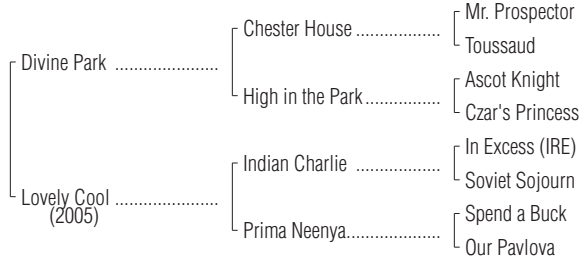 Mr. Prospector
Chester House ..................
Toussaud
Divine Park ......................
Ascot Knight
High in the Park................
Czar's Princess
In Excess (IRE)
Indian Charlie ..................
Soviet Sojourn
Lovely Cool ......................
(2005)
Spend a Buck
Prima Neenya....................
Our Pavlova